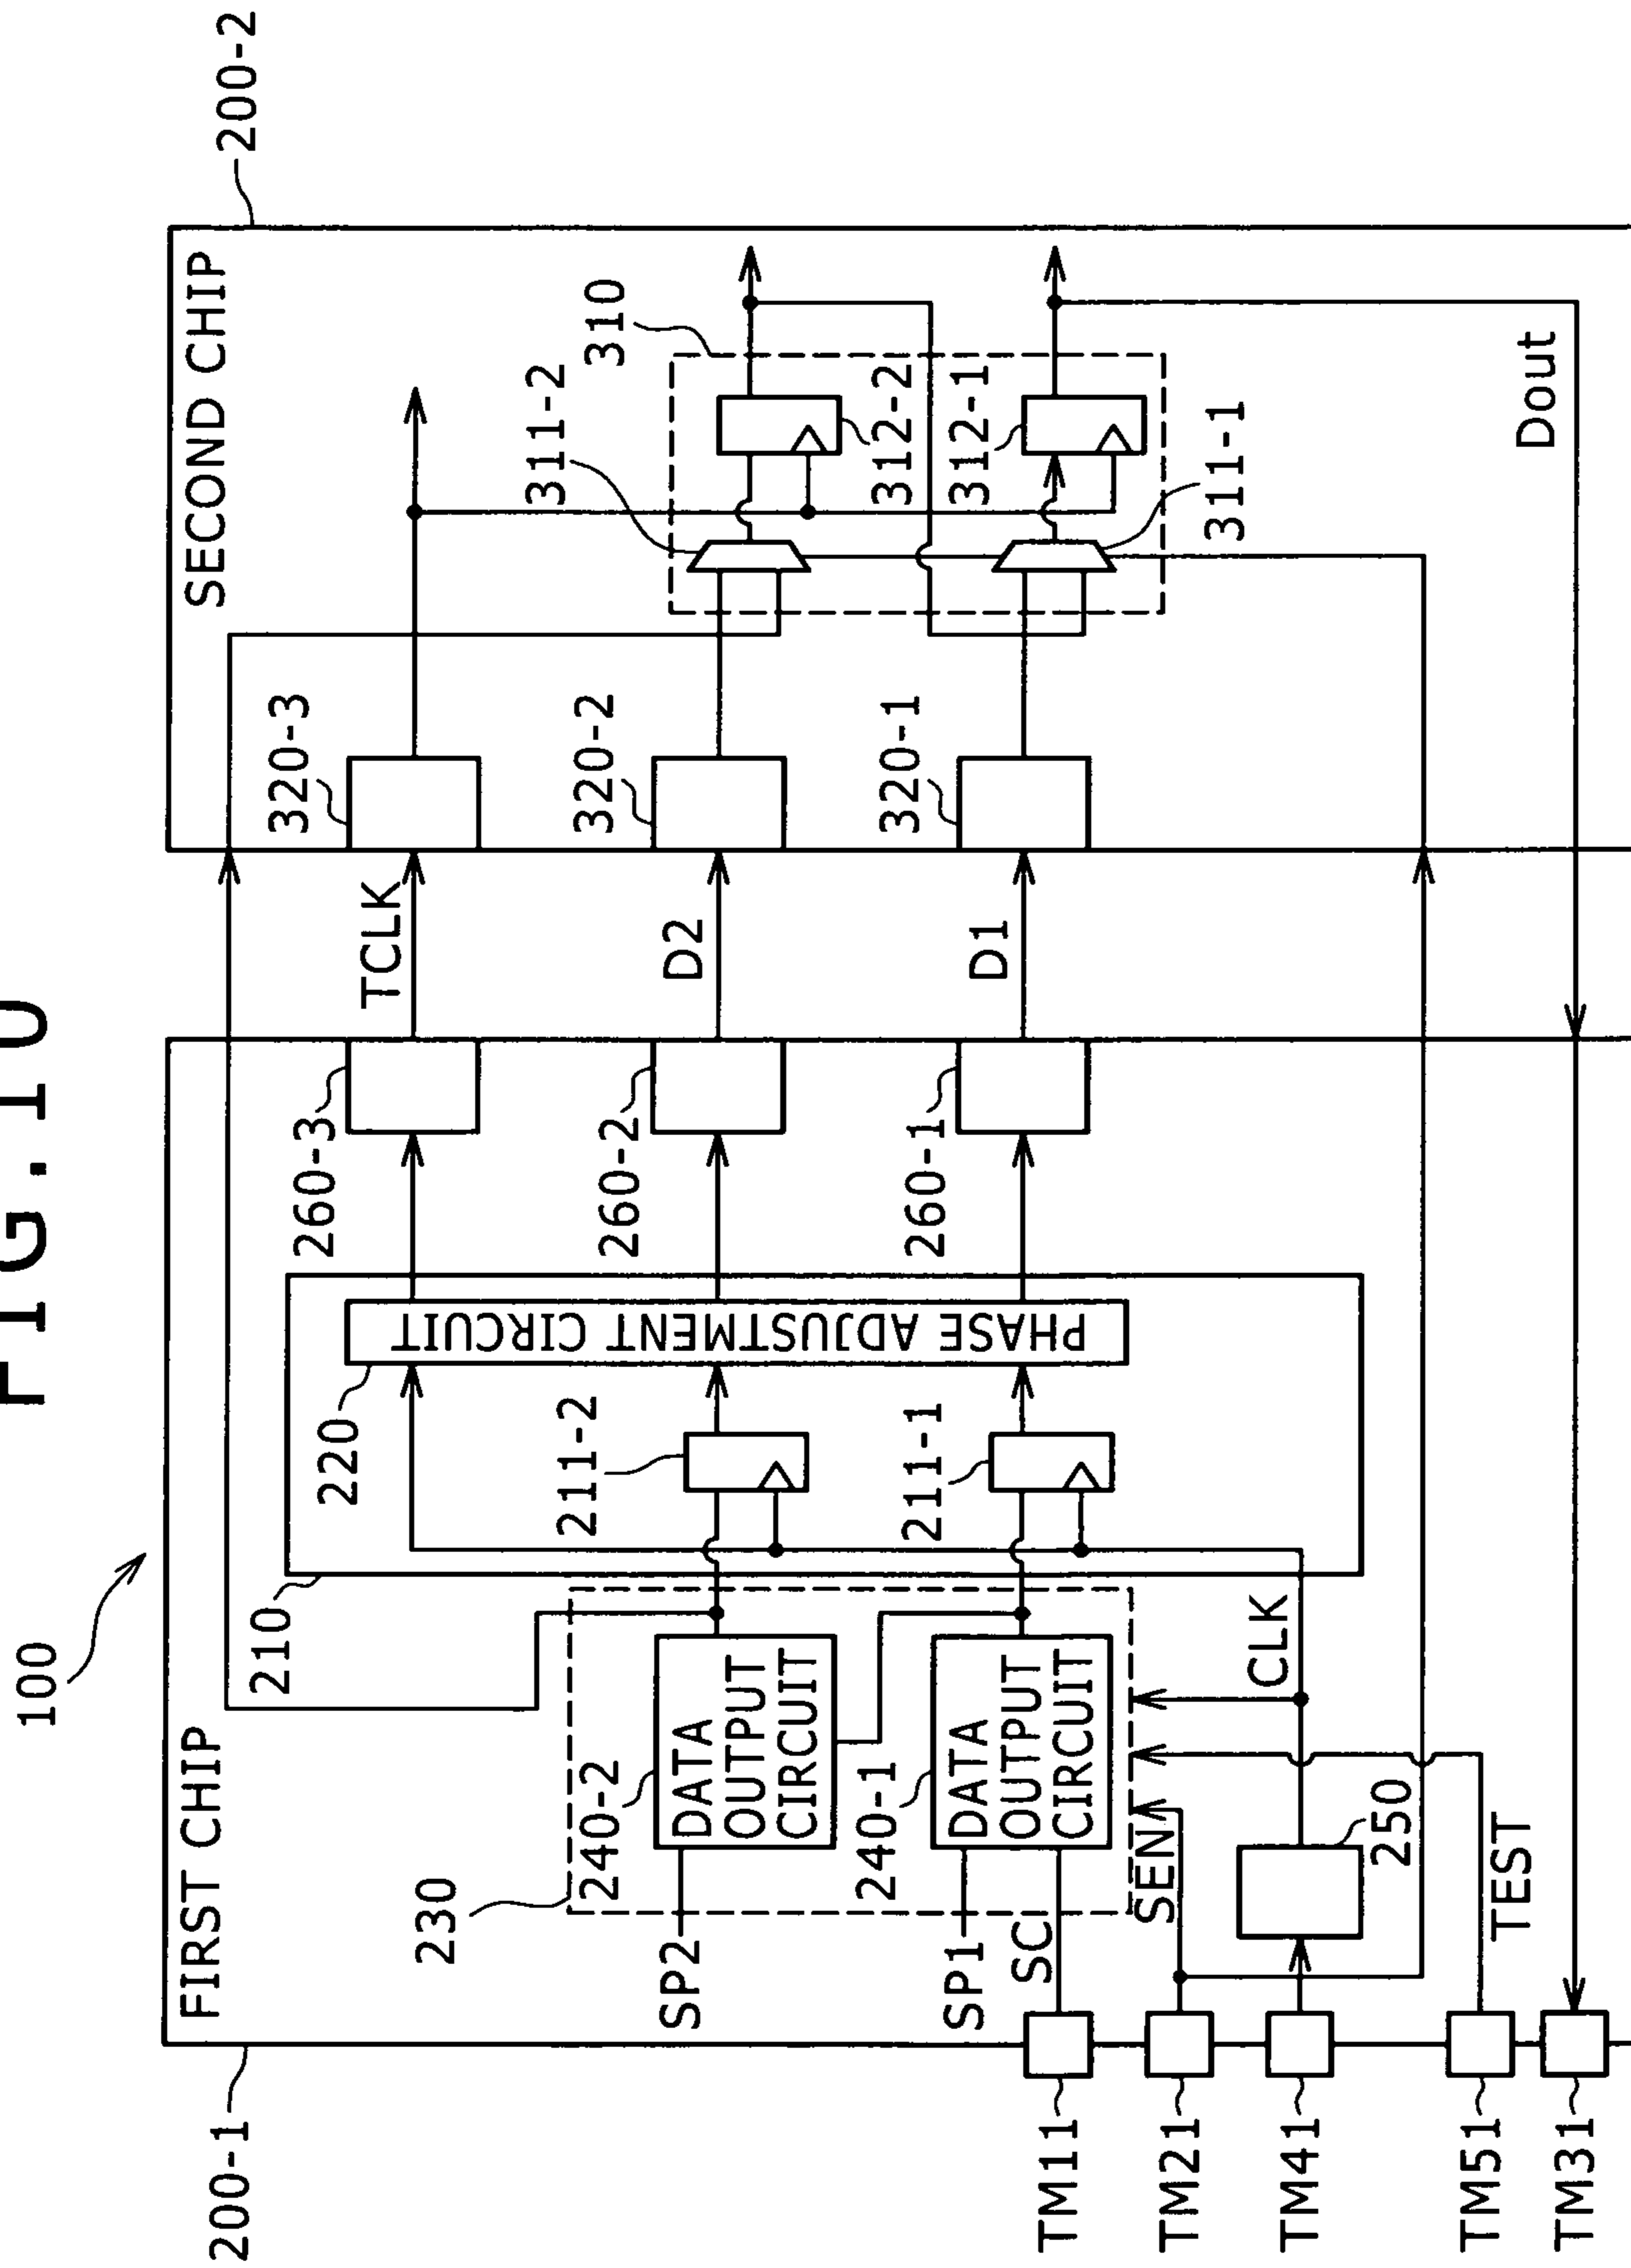 FIG.10
100
200-1
FIRST CHIP
200-2
SECOND CHIP
210
220
PHASE ADJUSTMENT CIRCUIT
260-3
TCLK
320-3
230
240-2
DATA
OUTPUT
CIRCUIT
SP2
211-2
260-2
D2
320-2
311-2
310
312-2
240-1
DATA
OUTPUT
CIRCUIT
SP1
SC
211-1
260-1
D1
320-1
312-1
311-1
SEN
CLK
250
TEST
Dout
TM11
TM21
TM41
TM51
TM31